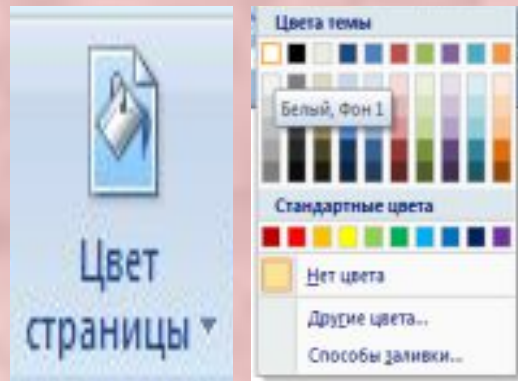 Цвет
страницы
Цвета темы
Белый, Фон 1
Стандартные цвета
Нет цвета
Другие цвета...
Способы заливки...